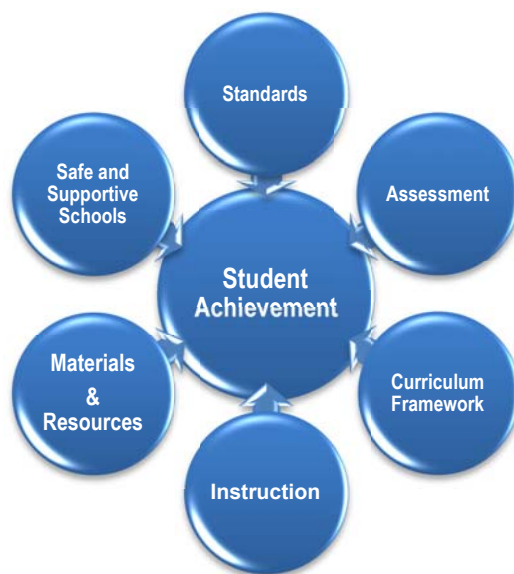 Standards
Assessment
Curriculum
Framework
Instruction
Materials
&
Resources
Safe and
Supportive
Schools
Student
Achievement